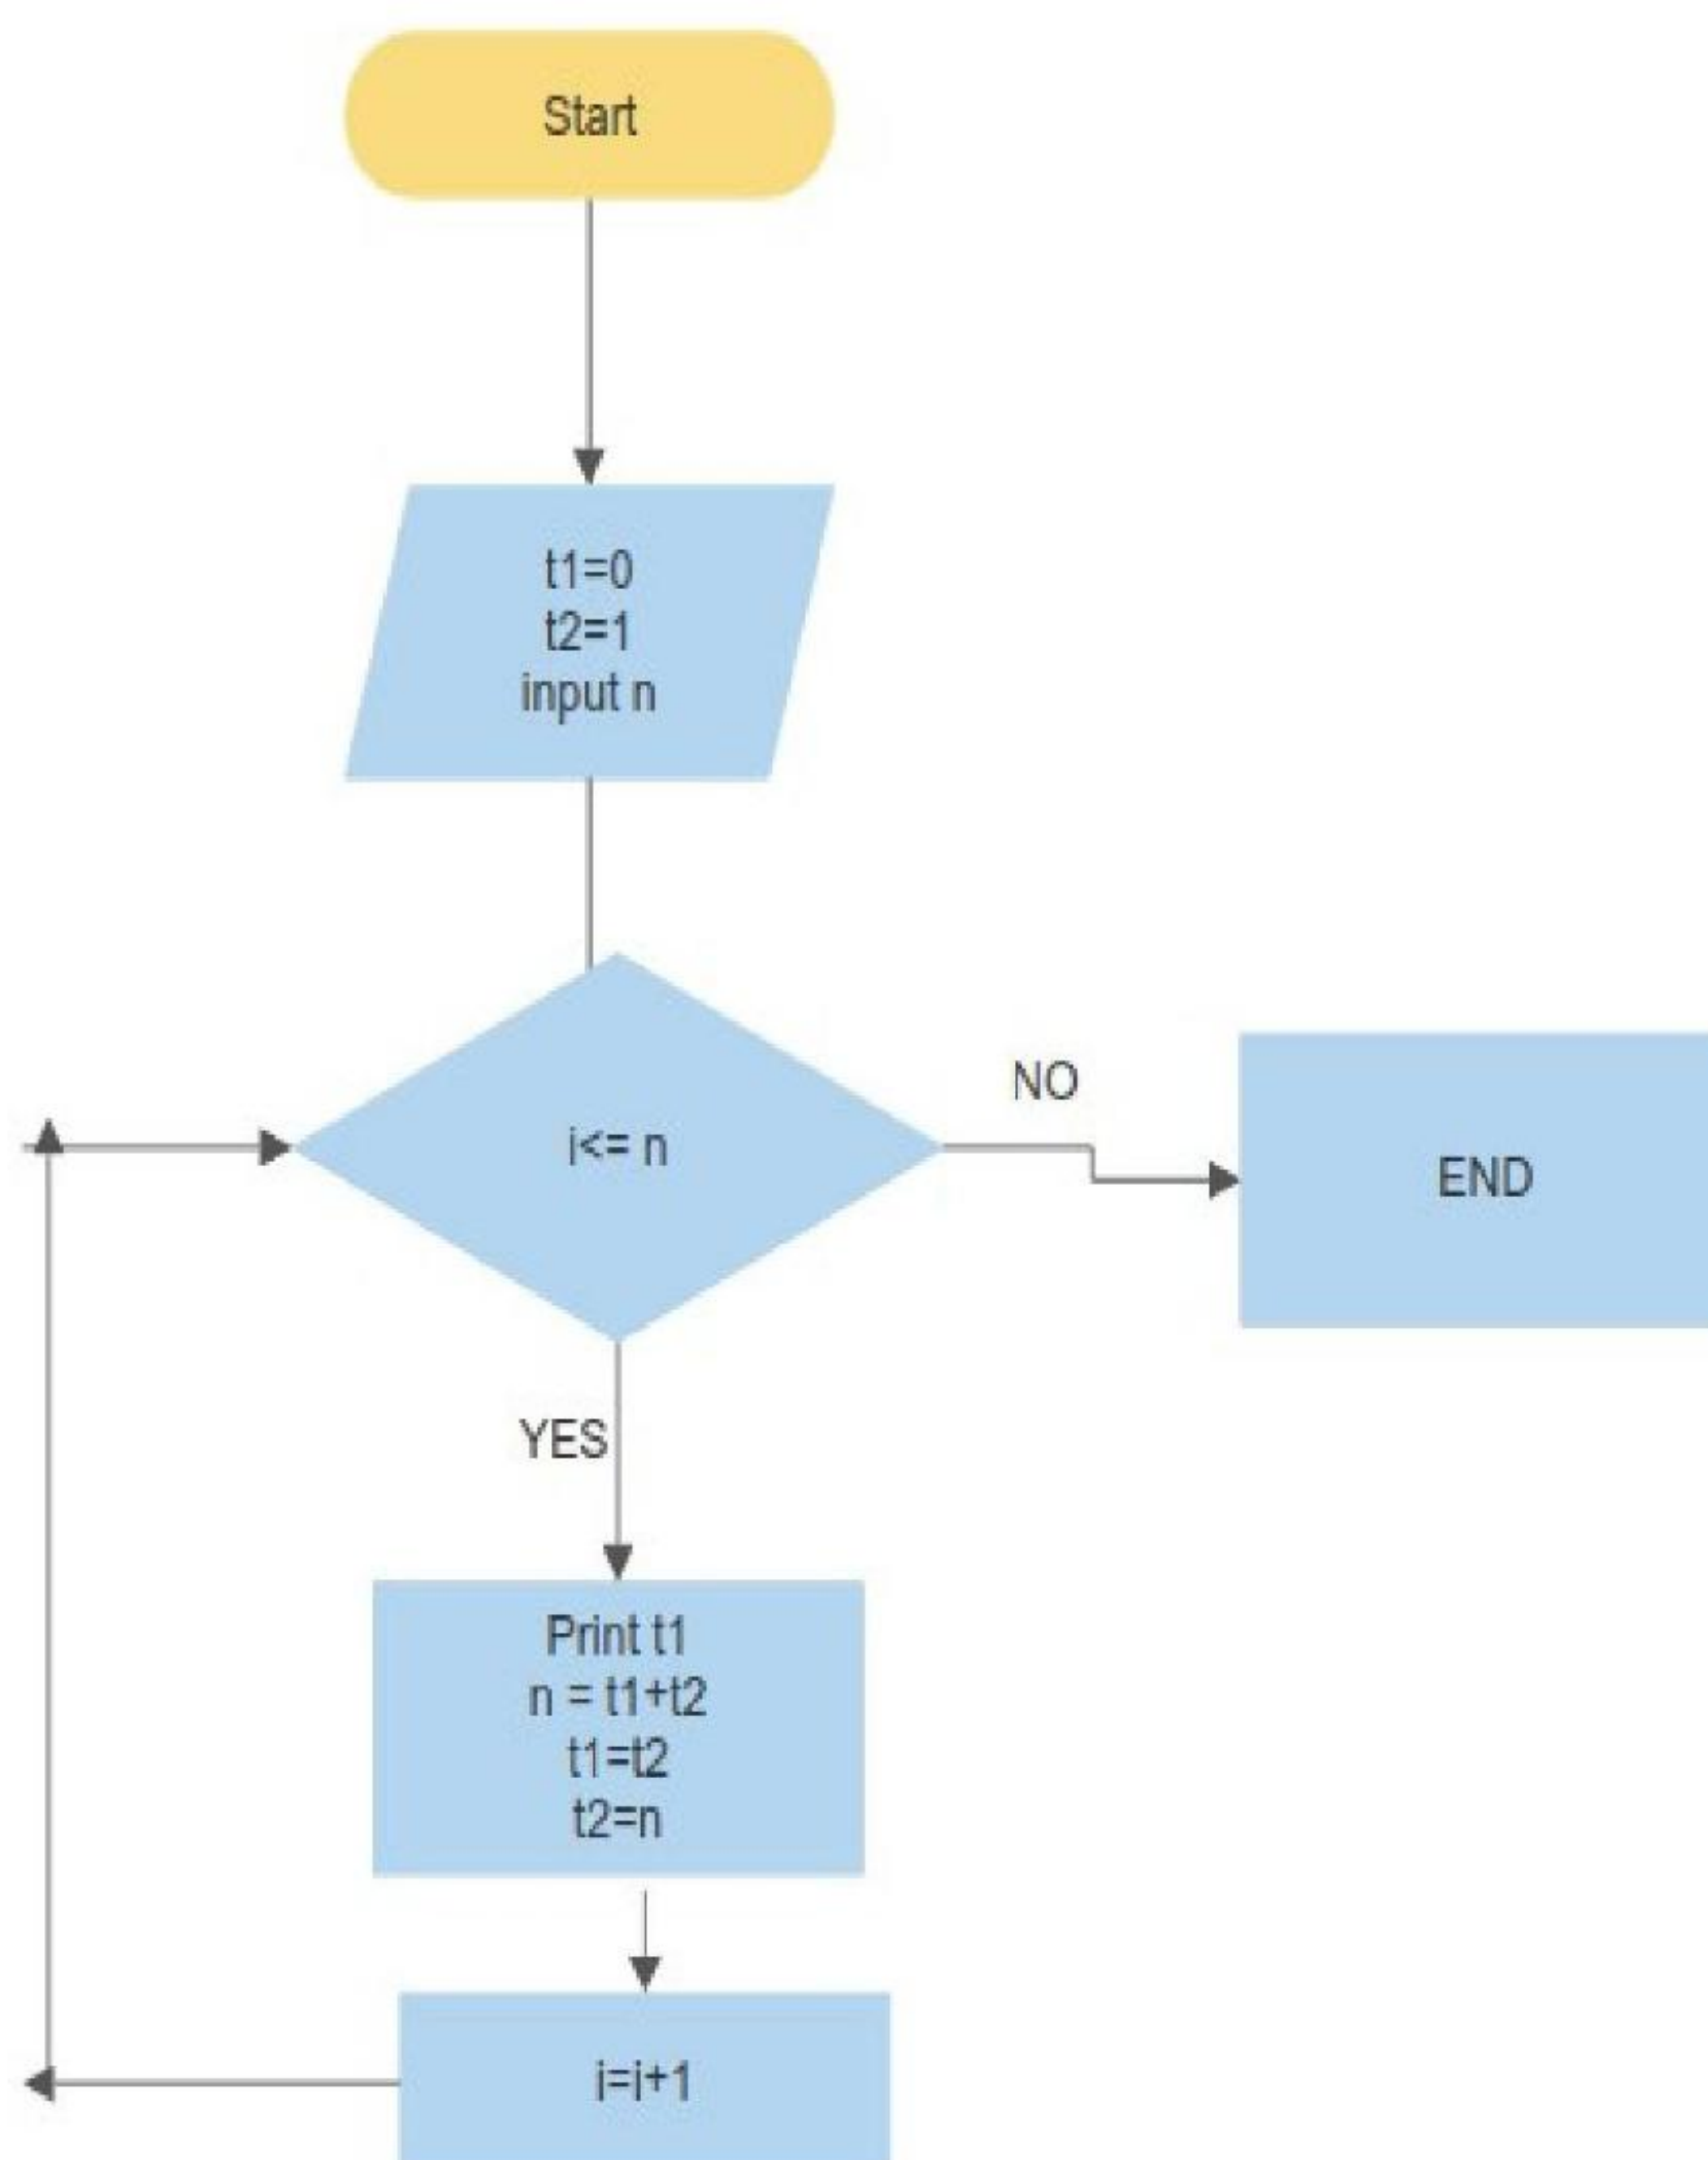 Start
t1=0
t2=1
input n
i<= n
NO
END
YES
Print t1
n = t1+t2
t1=t2
t2=n
i=i+1